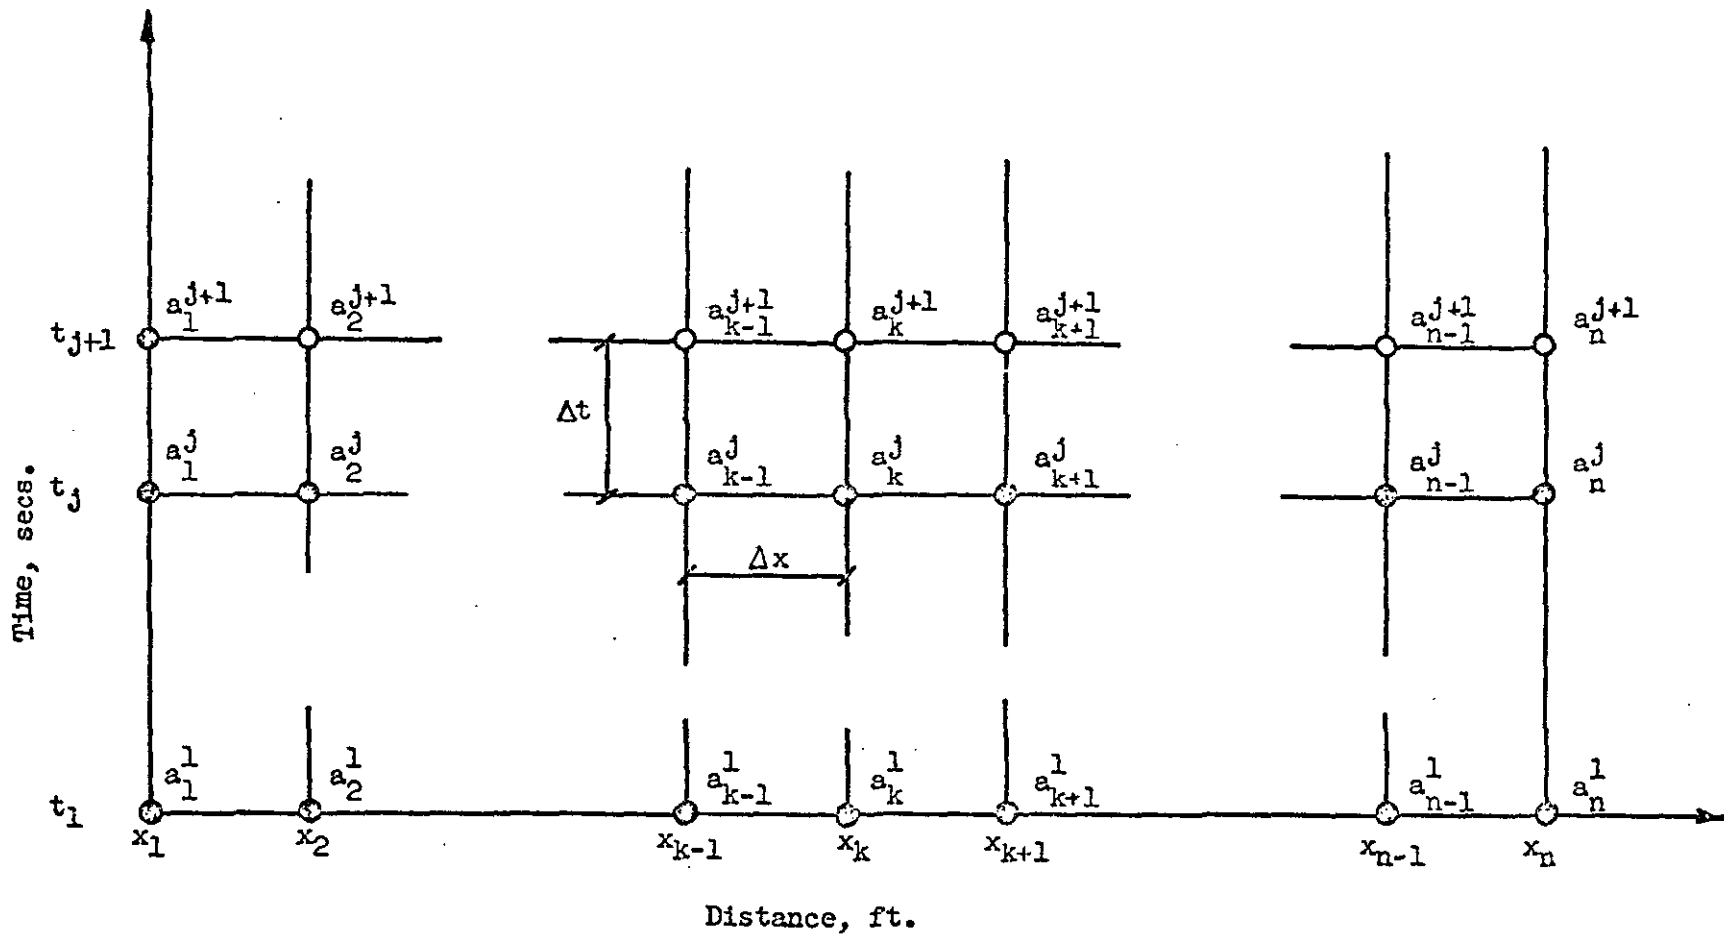 a_1^{j+1} a_2^{j+1} a_{k-1}^{j+1} a_k^{j+1} a_{k+1}^{j+1} a_{n-1}^{j+1} a_n^{j+1}
t_{j+1}
Δt
a_1^j a_2^j a_{k-1}^j a_k^j a_{k+1}^j a_{n-1}^j a_n^j
t_j
Δx
Time, secs.
a_1^1 a_2^1 a_{k-1}^1 a_k^1 a_{k+1}^1 a_{n-1}^1 a_n^1
t_1
x_1 x_2 x_{k-1} x_k x_{k+1} x_{n-1} x_n
Distance, ft.